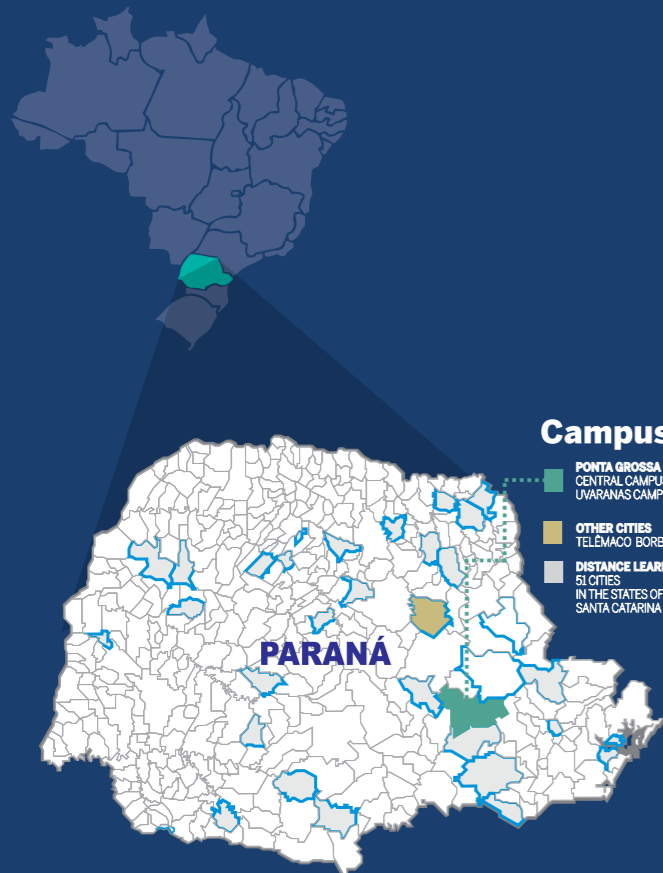 Campus
PONTA GROSSA
CENTRAL CAMPUS
UVARANAS CAMP
OTHER CITIES
TELÊMACO BORB
DISTANCE LEAR
51 CITIES
IN THE STATES OF
SANTA CATARINA
PARANÁ